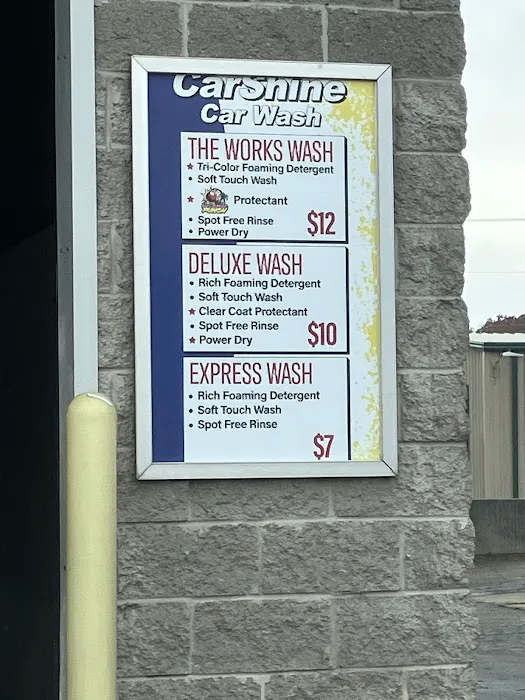 CarShine
Car Wash
THE WORKS WASH
★ Tri-Color Foaming Detergent
• Soft Touch Wash
★ Protectant
• Spot Free Rinse
• Power Dry
$12
DELUXE WASH
• Rich Foaming Detergent
• Soft Touch Wash
★ Clear Coat Protectant
• Spot Free Rinse
★ Power Dry
$10
EXPRESS WASH
• Rich Foaming Detergent
• Soft Touch Wash
• Spot Free Rinse
$7